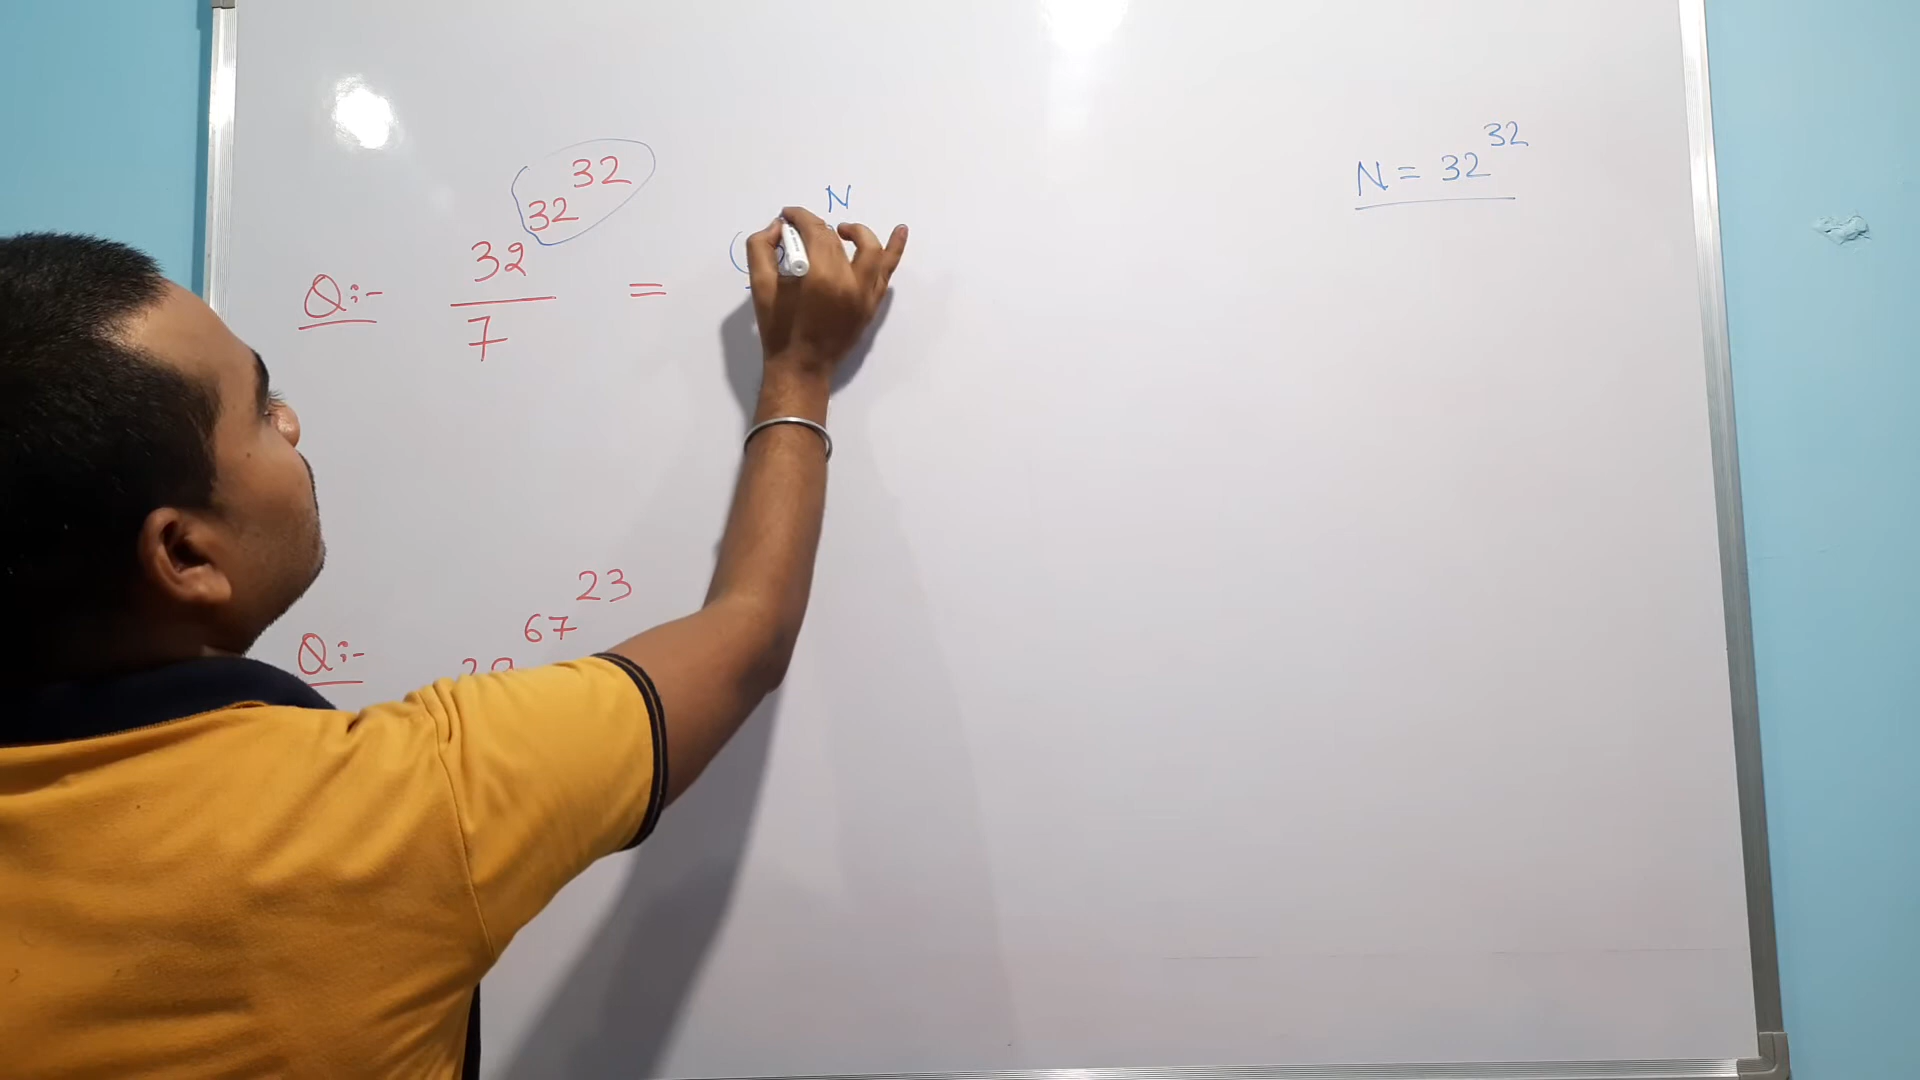 Q:- 32^32^32 / 7 = ( N
N = 32^32
Q:- 67^23